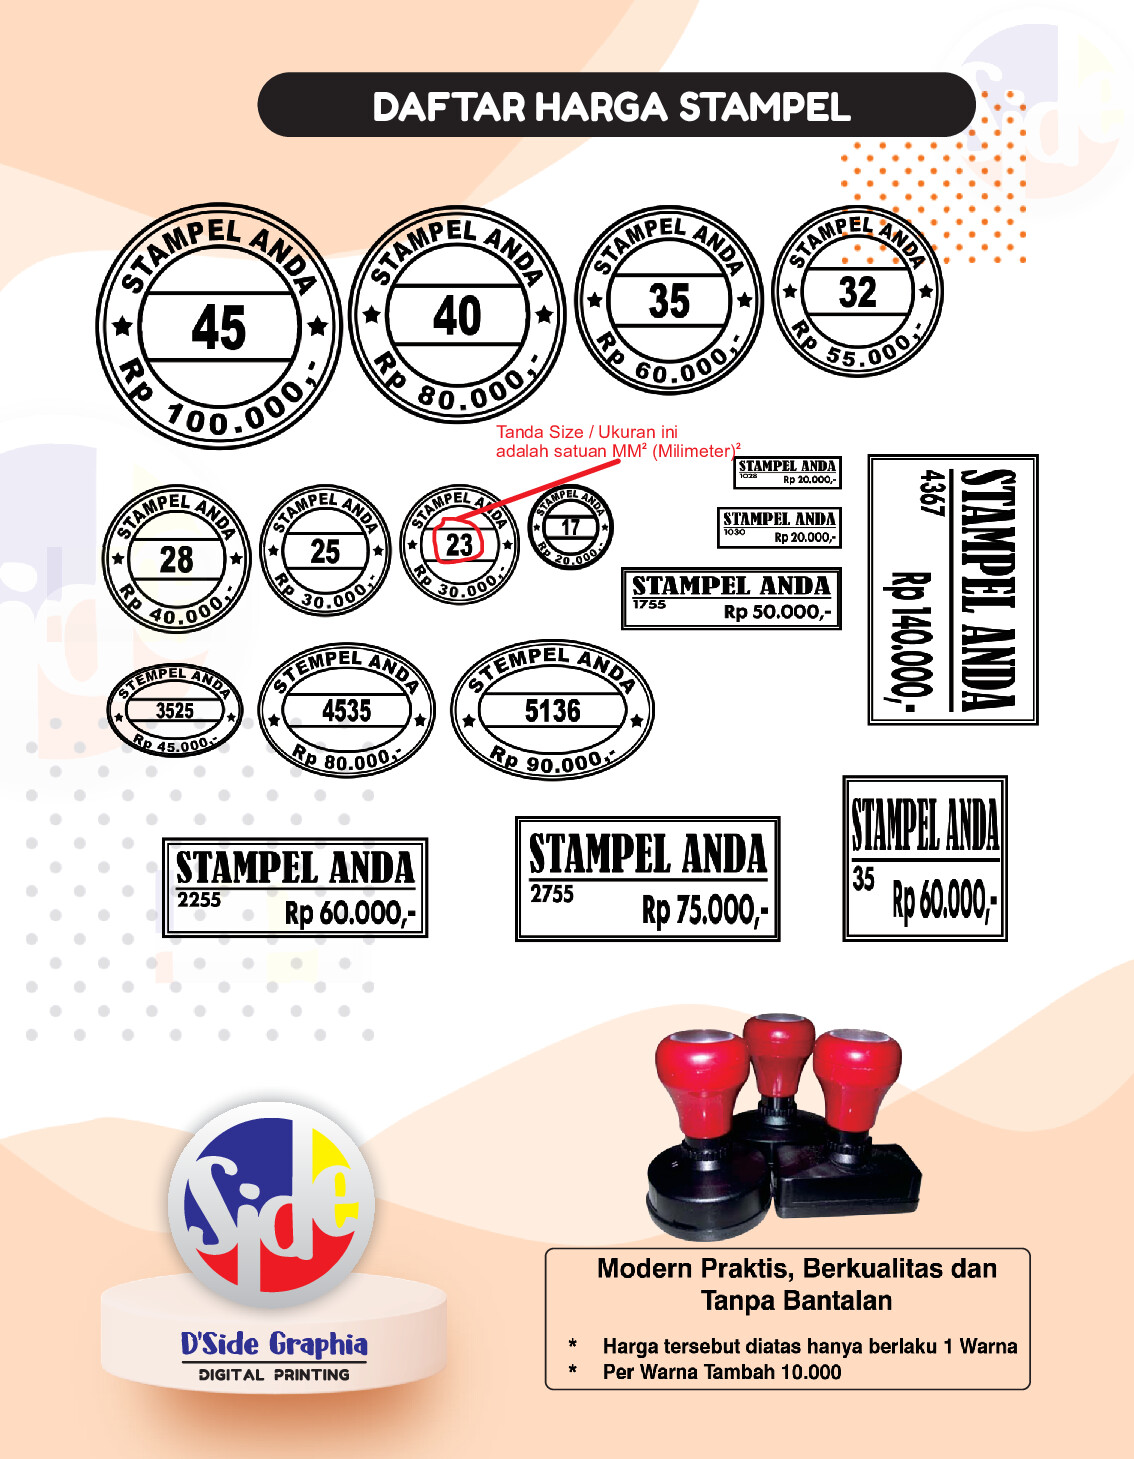 DAFTAR HARGA STAMPEL
STAMPEL ANDA
45
Rp 100.000,-
STAMPEL ANDA
40
Rp 80.000,-
STAMPEL ANDA
35
Rp 60.000,-
STAMPEL ANDA
32
Rp 55.000,-
Tanda Size / Ukuran ini
adalah satuan MM² (Milimeter)²
STAMPEL ANDA
28
Rp 40.000,-
STAMPEL ANDA
25
Rp 30.000,-
STAMPEL ANDA
23
Rp 30.000,-
STAMPEL ANDA
17
Rp 20.000,-
STAMPEL ANDA
1028
Rp 20.000,-
STAMPEL ANDA
1030
Rp 20.000,-
STAMPEL ANDA
1755
Rp 50.000,-
STAMPEL ANDA
4367
Rp 140.000,-
STEMPEL ANDA
3525
Rp 45.000,-
STEMPEL ANDA
4535
Rp 80.000,-
STEMPEL ANDA
5136
Rp 90.000,-
STAMPEL ANDA
2255
Rp 60.000,-
STAMPEL ANDA
2755
Rp 75.000,-
STAMPEL ANDA
35
Rp 60.000,-
Side
D'Side Graphia
DIGITAL PRINTING
Modern Praktis, Berkualitas dan
Tanpa Bantalan
* Harga tersebut diatas hanya berlaku 1 Warna
* Per Warna Tambah 10.000